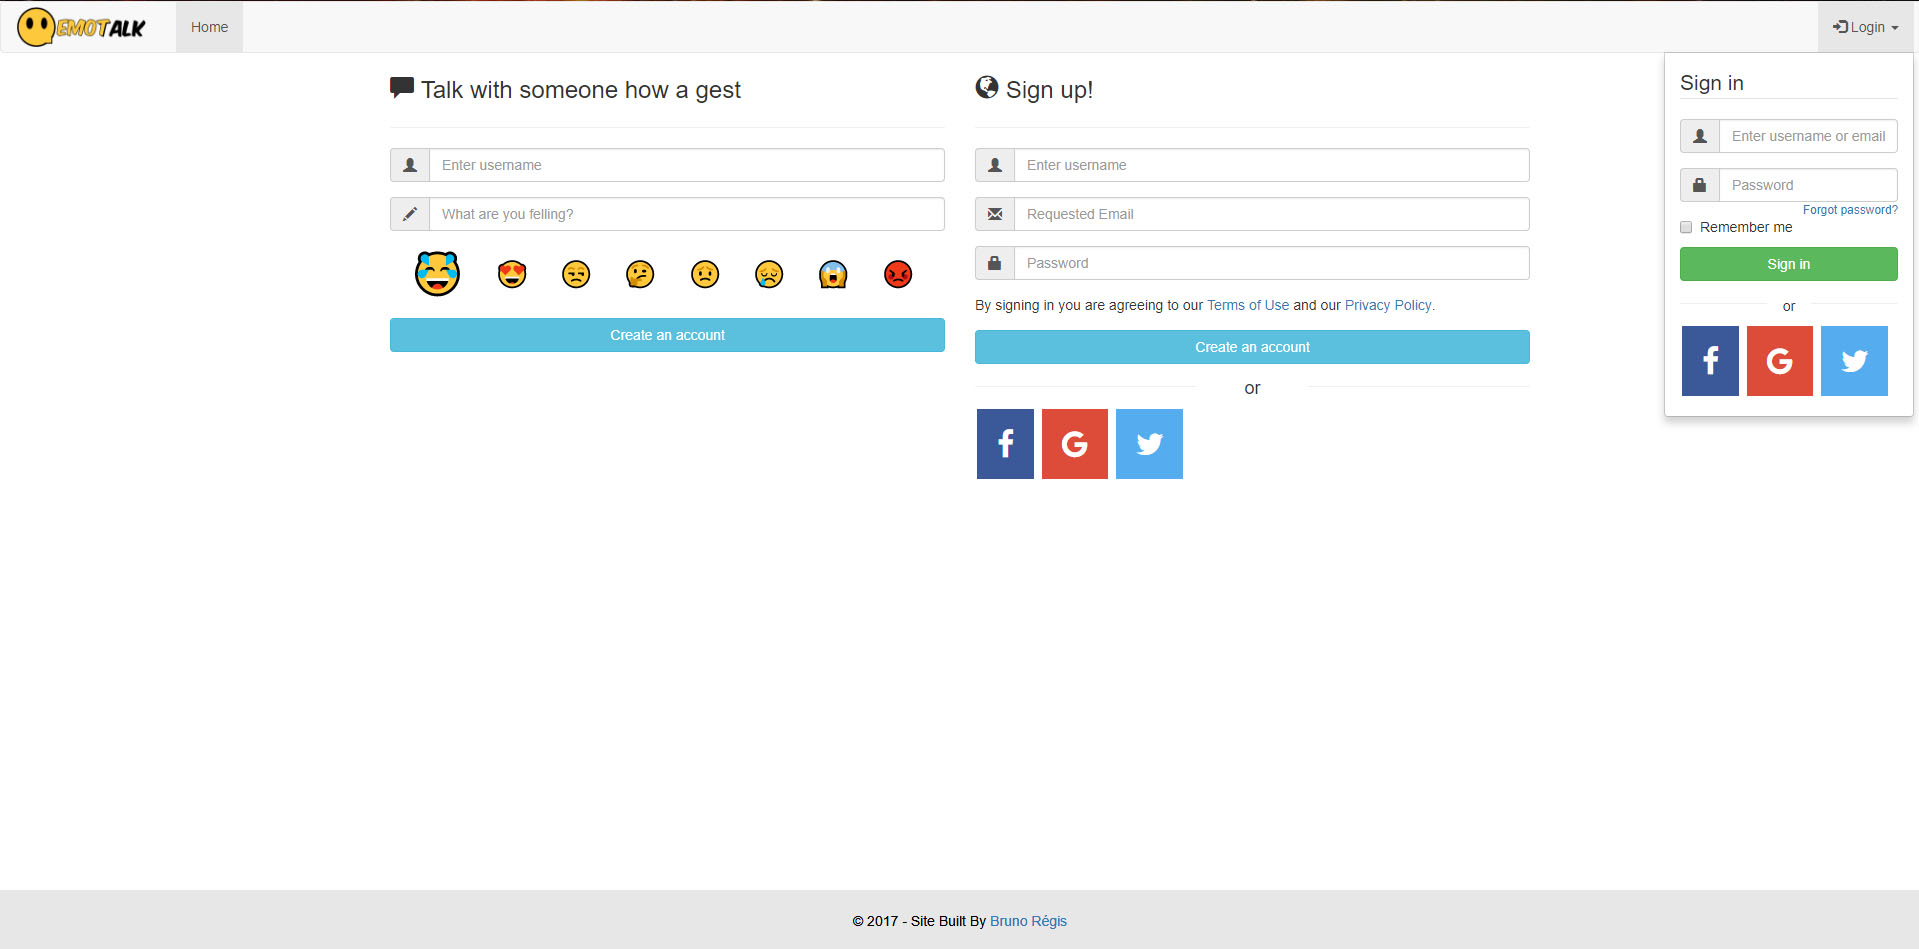 EMOTALK
Home
Login
Talk with someone how a gest
Enter username
What are you felling?
Create an account
Sign up!
Enter username
Requested Email
Password
By signing in you are agreeing to our Terms of Use and our Privacy Policy.
Create an account
or
Sign in
Enter username or email
Password
Forgot password?
Remember me
Sign in
or
© 2017 - Site Built By Bruno Régis